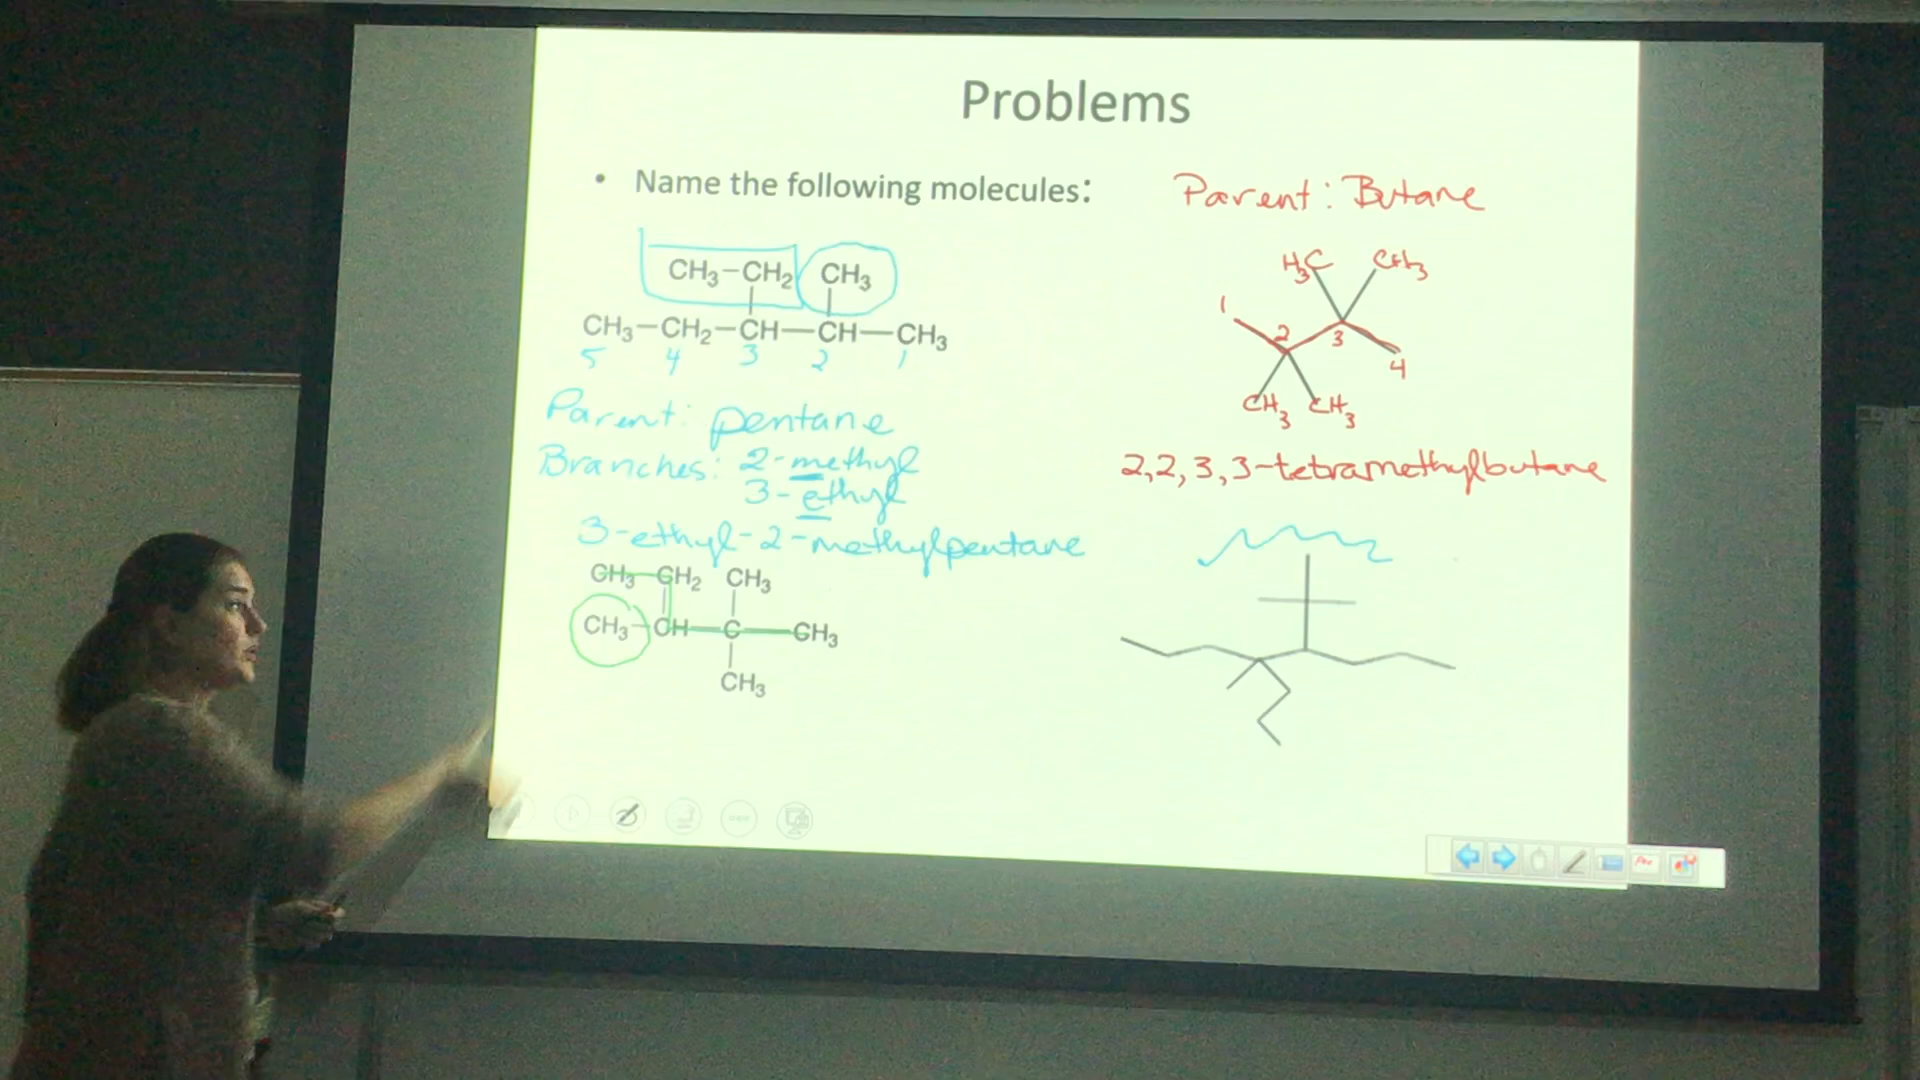 Problems
• Name the following molecules:
CH₃–CH₂ CH₃
CH₃–CH₂–CH–CH–CH₃
5 4 3 2 1
Parent: pentane
Branches: 2-methyl
3-ethyl
3-ethyl-2-methylpentane
CH₃ CH₂ CH₃
CH₃–CH–C–CH₃
CH₃
Parent: Butane
H₃C CH₃
1 2 3 4
CH₃ CH₃
2,2,3,3-tetramethylbutane